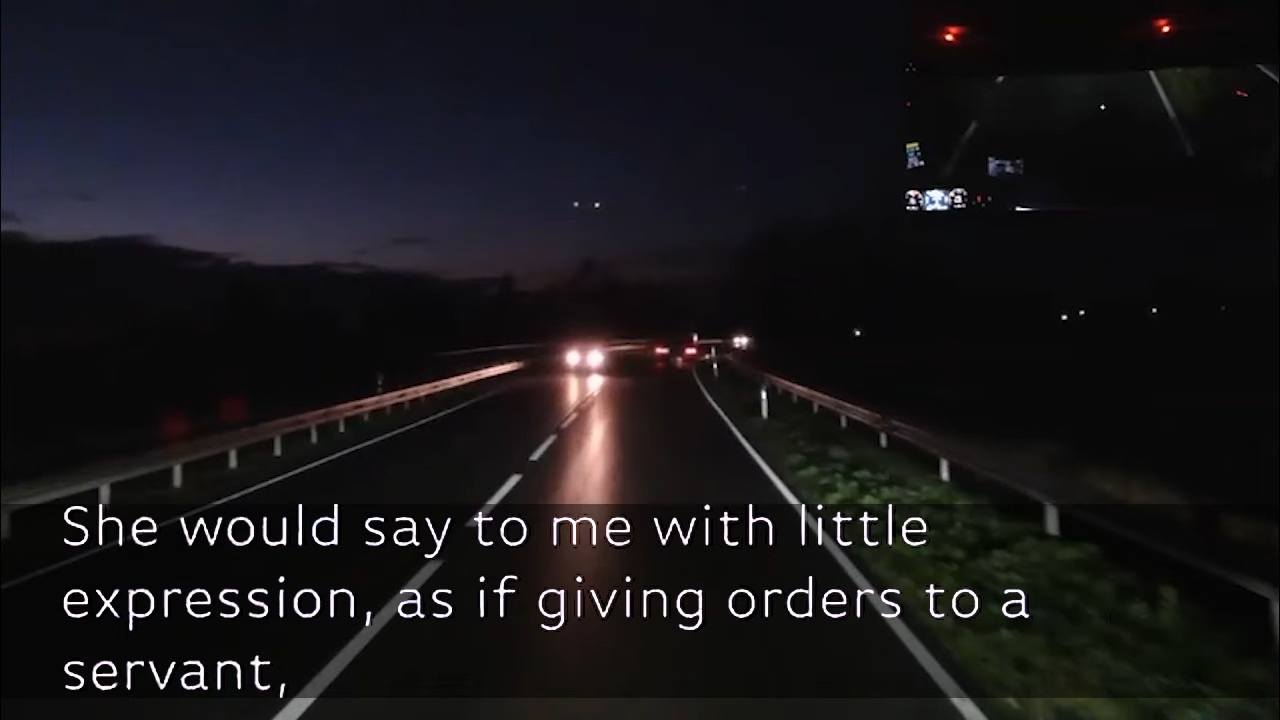 She would say to me with little
expression, as if giving orders to a
servant,